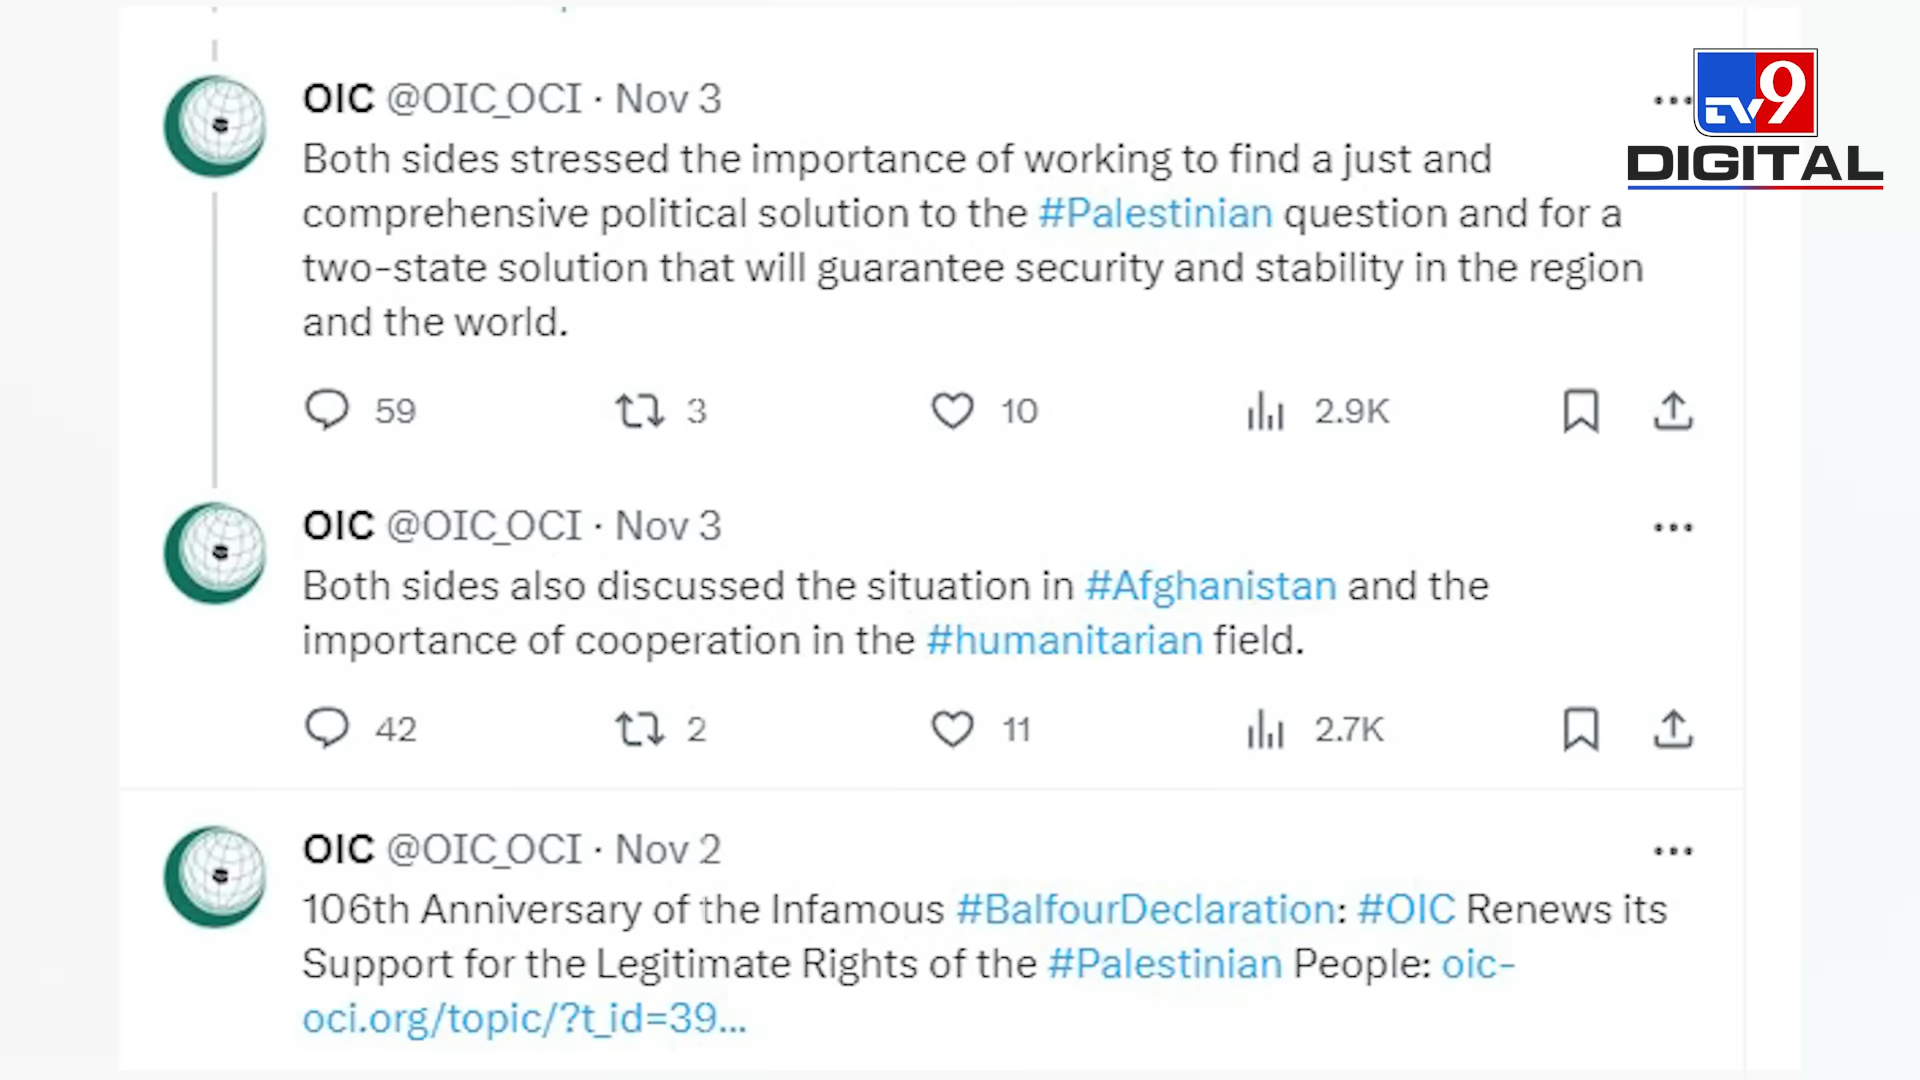 OIC @OIC_OCI · Nov 3
tv9
DIGITAL
Both sides stressed the importance of working to find a just and
comprehensive political solution to the #Palestinian question and for a
two-state solution that will guarantee security and stability in the region
and the world.
59 3 10 2.9K
OIC @OIC_OCI · Nov 3
Both sides also discussed the situation in #Afghanistan and the
importance of cooperation in the #humanitarian field.
42 2 11 2.7K
OIC @OIC_OCI · Nov 2
106th Anniversary of the Infamous #BalfourDeclaration: #OIC Renews its
Support for the Legitimate Rights of the #Palestinian People: oic-
oci.org/topic/?t_id=39...